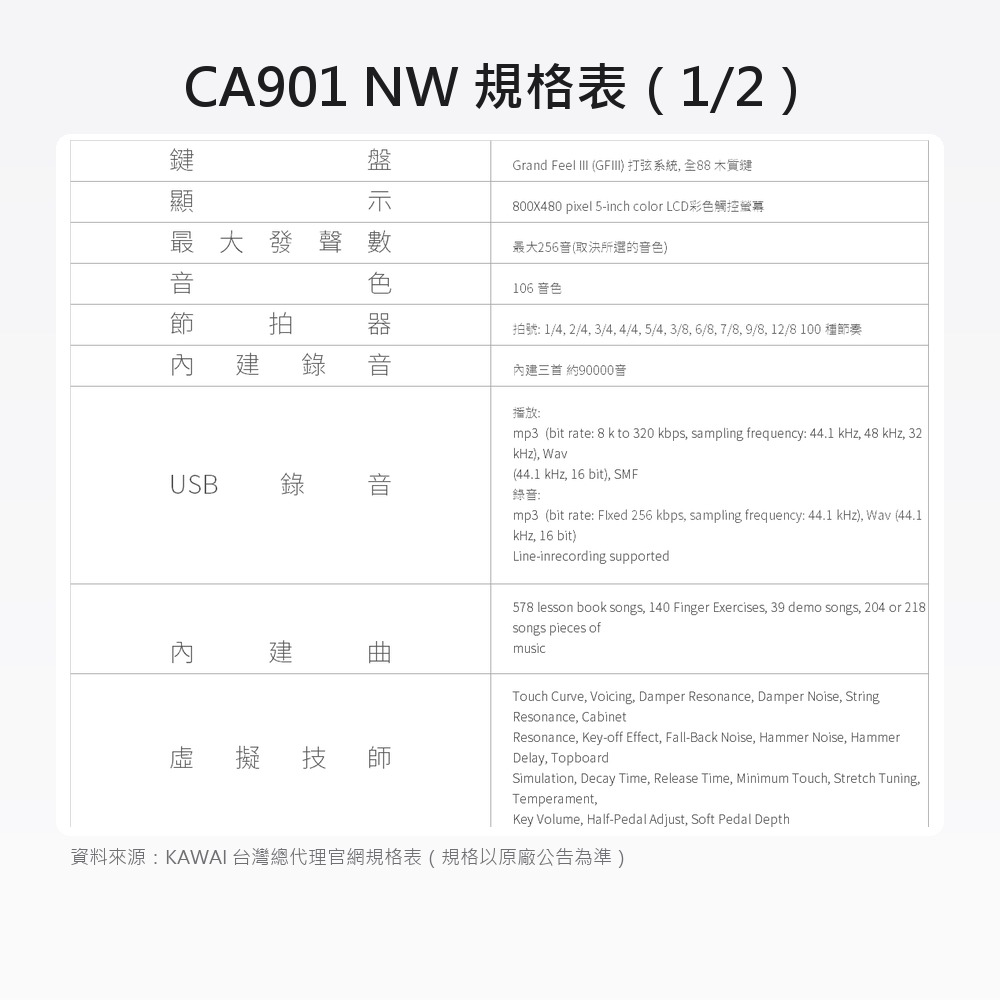 CA901 NW 規格表（1/2）
鍵盤
Grand Feel III (GFIII) 打弦系統, 全88 木質鍵
顯示
800X480 pixel 5-inch color LCD彩色觸控螢幕
最大發聲數
最大256音(取決所選的音色)
音色
106 音色
節拍器
拍號: 1/4, 2/4, 3/4, 4/4, 5/4, 3/8, 6/8, 7/8, 9/8, 12/8 100 種節奏
內建錄音
內建三首 約90000音
USB錄音
播放:
mp3 (bit rate: 8 k to 320 kbps, sampling frequency: 44.1 kHz, 48 kHz, 32
kHz), Wav
(44.1 kHz, 16 bit), SMF
錄音:
mp3 (bit rate: FIxed 256 kbps, sampling frequency: 44.1 kHz), Wav (44.1
kHz, 16 bit)
Line-inrecording supported
內建曲
578 lesson book songs, 140 Finger Exercises, 39 demo songs, 204 or 218
songs pieces of
music
虛擬技師
Touch Curve, Voicing, Damper Resonance, Damper Noise, String
Resonance, Cabinet
Resonance, Key-off Effect, Fall-Back Noise, Hammer Noise, Hammer
Delay, Topboard
Simulation, Decay Time, Release Time, Minimum Touch, Stretch Tuning,
Temperament,
Key Volume, Half-Pedal Adjust, Soft Pedal Depth
資料來源：KAWAI 台灣總代理官網規格表（規格以原廠公告為準）